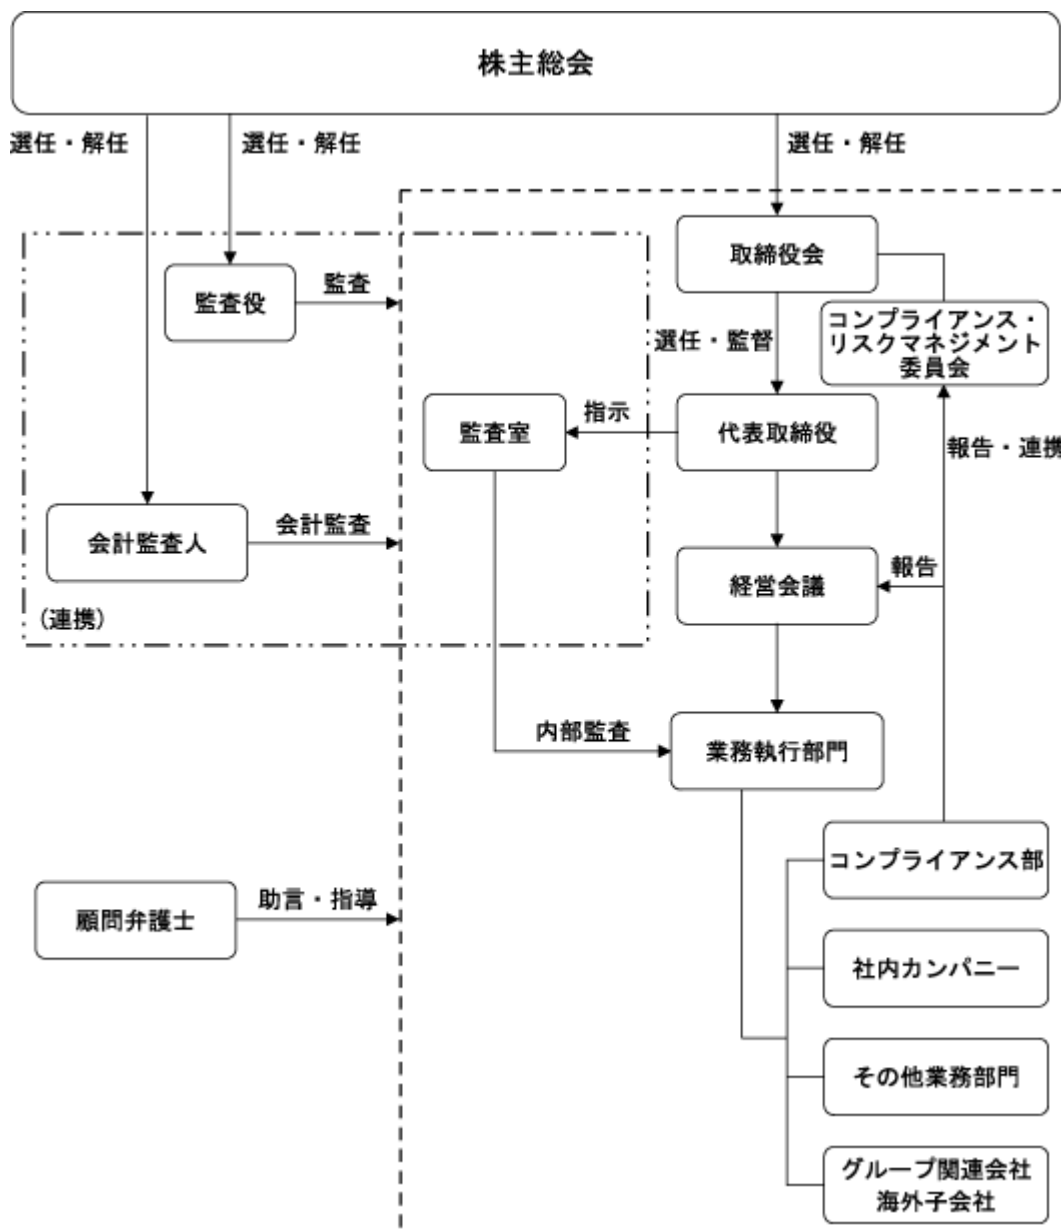 株主総会
選任・解任
選任・解任
選任・解任
取締役会
監査役
監査
コンプライアンス・
リスクマネジメント
委員会
選任・監督
監査室
指示
代表取締役
報告・連携
会計監査人
会計監査
経営会議
報告
(連携)
内部監査
業務執行部門
コンプライアンス部
顧問弁護士
助言・指導
社内カンパニー
その他業務部門
グループ関連会社
海外子会社